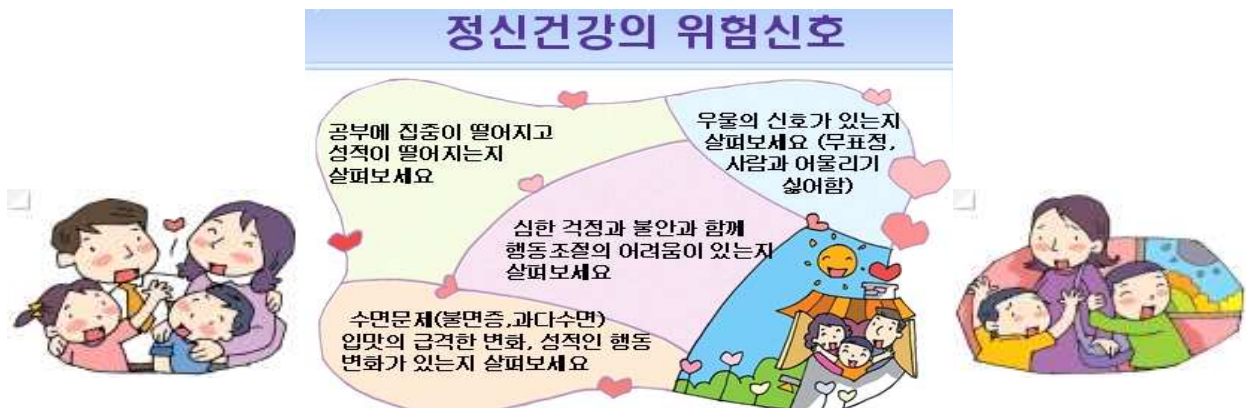 정신건강의 위험신호
공부에 집중이 떨어지고
성적이 떨어지는지
살펴보세요
우울의 신호가 있는지
살펴보세요 (무표정,
사람과 어울리기
싫어함)
심한 걱정과 불안과 함께
행동조절의 어려움이 있는지
살펴보세요
수면문제(불면증,과다수면)
입맛의 급격한 변화, 성적인 행동
변화가 있는지 살펴보세요